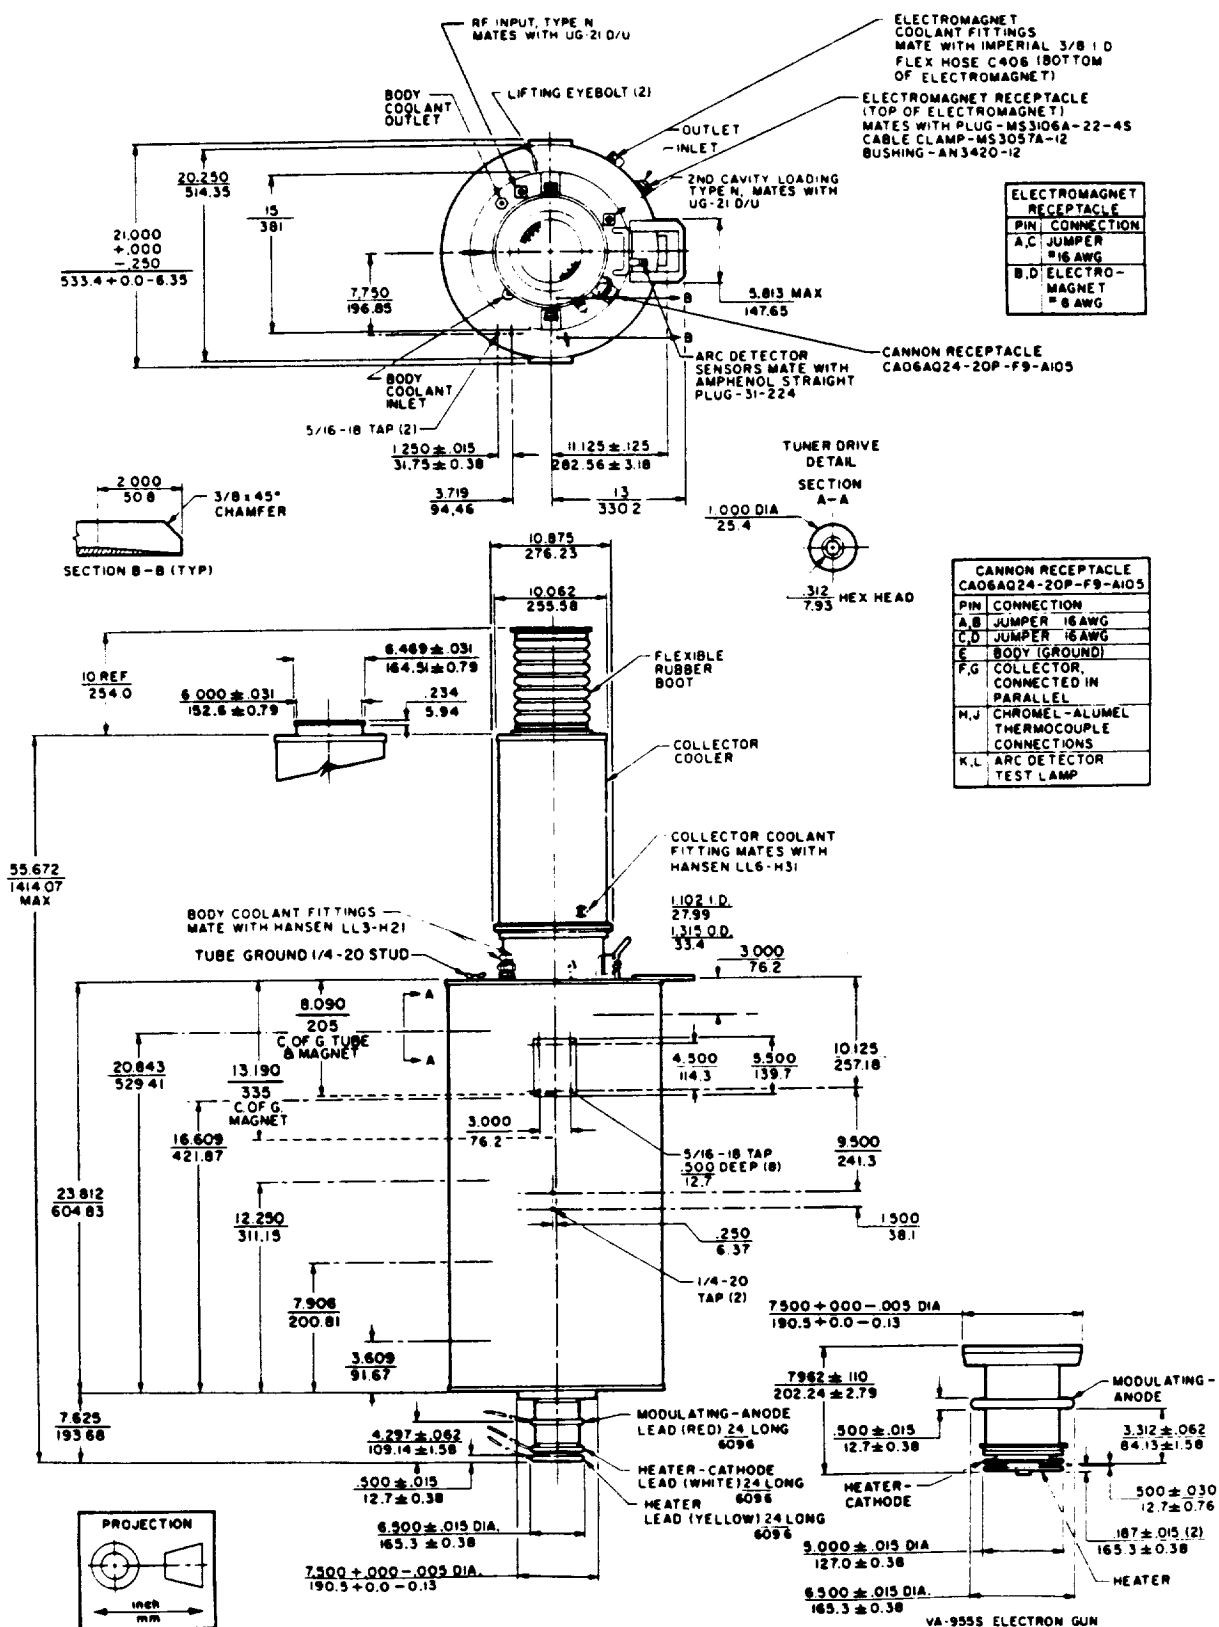 RF INPUT, TYPE N
MATES WITH UG-21 D/U
ELECTROMAGNET
COOLANT FITTINGS
MATE WITH IMPERIAL 3/8 I D
FLEX HOSE C406 (BOTTOM
OF ELECTROMAGNET)
BODY
COOLANT
OUTLET
LIFTING EYEBOLT (2)
ELECTROMAGNET RECEPTACLE
(TOP OF ELECTROMAGNET)
MATES WITH PLUG-MS3106A-22-4S
CABLE CLAMP-MS3057A-12
BUSHING-AN3420-12
OUTLET
INLET
2ND CAVITY LOADING
TYPE N, MATES WITH
UG-21 D/U
20.250
514.35
15
381
21.000
+.000
-.250
533.4+0.0-6.35
7.750
196.85
ELECTROMAGNET
RECEPTACLE
PIN CONNECTION
A,C JUMPER
#16 AWG
B,D ELECTRO-
MAGNET
#8 AWG
5.813 MAX
147.65
B
B
ARC DETECTOR
SENSORS MATE WITH
AMPHENOL STRAIGHT
PLUG-31-224
CANNON RECEPTACLE
CA06AQ24-20P-F9-A105
BODY
COOLANT
INLET
5/16-18 TAP (2)
1.250±.015
31.75±0.38
11.125±.125
282.56±3.18
3.719
94.46
13
330.2
TUNER DRIVE
DETAIL
SECTION
A-A
1.000 DIA
25.4
.312
7.93
HEX HEAD
2.000
50.8
3/8 x 45°
CHAMFER
SECTION B-B (TYP)
10.875
276.23
10.062
255.58
CANNON RECEPTACLE
CA06AQ24-20P-F9-A105
PIN CONNECTION
A,B JUMPER 16 AWG
C,D JUMPER 16 AWG
E BODY (GROUND)
F,G COLLECTOR,
CONNECTED IN
PARALLEL
H,J CHROMEL-ALUMEL
THERMOCOUPLE
CONNECTIONS
K,L ARC DETECTOR
TEST LAMP
10 REF
254.0
6.469±.031
164.31±0.79
6.000±.031
152.6±0.79
.234
5.94
FLEXIBLE
RUBBER
BOOT
COLLECTOR
COOLER
COLLECTOR COOLANT
FITTING MATES WITH
HANSEN LL6-H31
55.672
1414.07
MAX
1.102 I.D.
27.99
1.315 O.D.
33.4
BODY COOLANT FITTINGS
MATE WITH HANSEN LL3-H21
TUBE GROUND 1/4-20 STUD
3.000
76.2
8.090
205
C. OF G. TUBE
& MAGNET
A
A
20.843
529.41
13.190
335
C. OF G.
MAGNET
4.500
114.3
5.500
139.7
10.125
257.18
16.609
421.87
3.000
76.2
5/16-18 TAP
.500 DEEP (8)
12.7
9.500
241.3
23.812
604.83
12.250
311.15
.250
6.37
1.500
38.1
1/4-20
TAP (2)
7.906
200.81
3.609
91.67
7.625
193.68
4.297±.062
109.14±1.58
MODULATING-ANODE
LEAD (RED) 24 LONG
609.6
HEATER-CATHODE
LEAD (WHITE) 24 LONG
609.6
HEATER
LEAD (YELLOW) 24 LONG
609.6
.500±.015
12.7±0.38
6.500±.015 DIA.
165.3±0.38
7.500+.000-.005 DIA.
190.5+0.0-0.13
7.500+000-.005 DIA
190.5+0.0-0.13
7.962±.110
202.24±2.79
MODULATING-
ANODE
.500±.015
12.7±0.38
3.312±.062
84.13±1.58
HEATER-
CATHODE
.500±.030
12.7±0.76
.187±.015 (2)
165.3±0.38
5.000±.015 DIA
127.0±0.38
6.500±.015 DIA.
165.3±0.38
HEATER
VA-955S ELECTRON GUN
PROJECTION
inch
mm